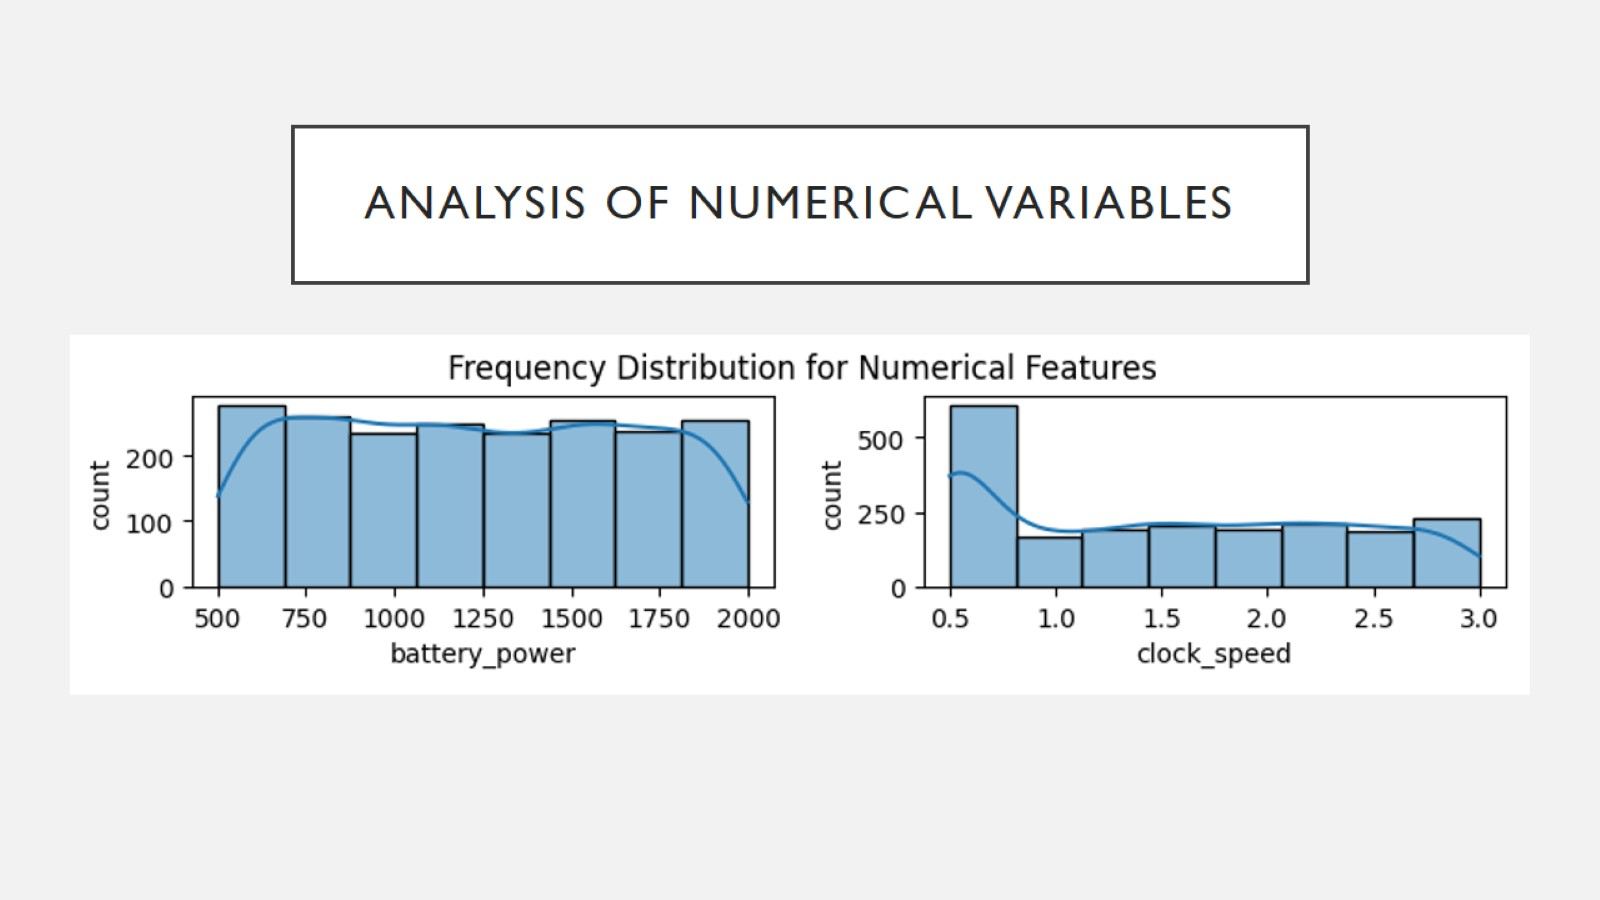 ANALYSIS OF NUMERICAL VARIABLES
Frequency Distribution for Numerical Features
count
200
100
0
500 750 1000 1250 1500 1750 2000
battery_power
count
500
250
0
0.5 1.0 1.5 2.0 2.5 3.0
clock_speed